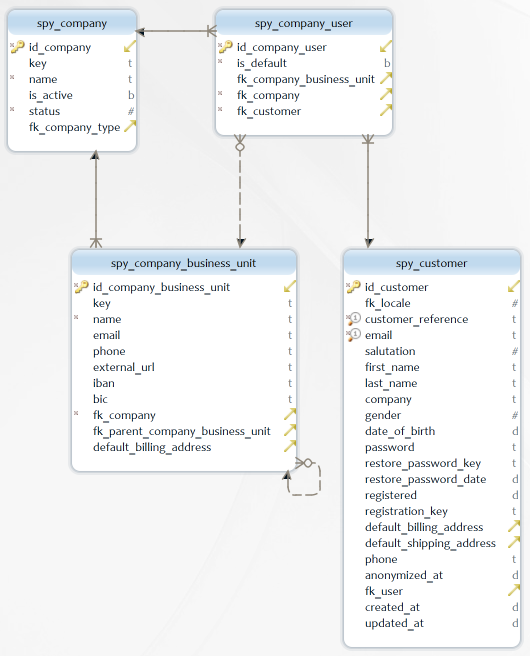 spy_company
id_company
key t
* name t
is_active b
* status #
fk_company_type
spy_company_user
id_company_user
* is_default b
fk_company_business_unit
* fk_company
* fk_customer
spy_company_business_unit
id_company_business_unit
key t
* name t
email t
phone t
external_url t
iban t
bic t
* fk_company
fk_parent_company_business_unit
default_billing_address
spy_customer
id_customer
fk_locale #
customer_reference t
email t
salutation #
first_name t
last_name t
company t
gender #
date_of_birth d
password t
restore_password_key t
restore_password_date d
registered d
registration_key t
default_billing_address
default_shipping_address
phone t
anonymized_at d
fk_user
created_at d
updated_at d